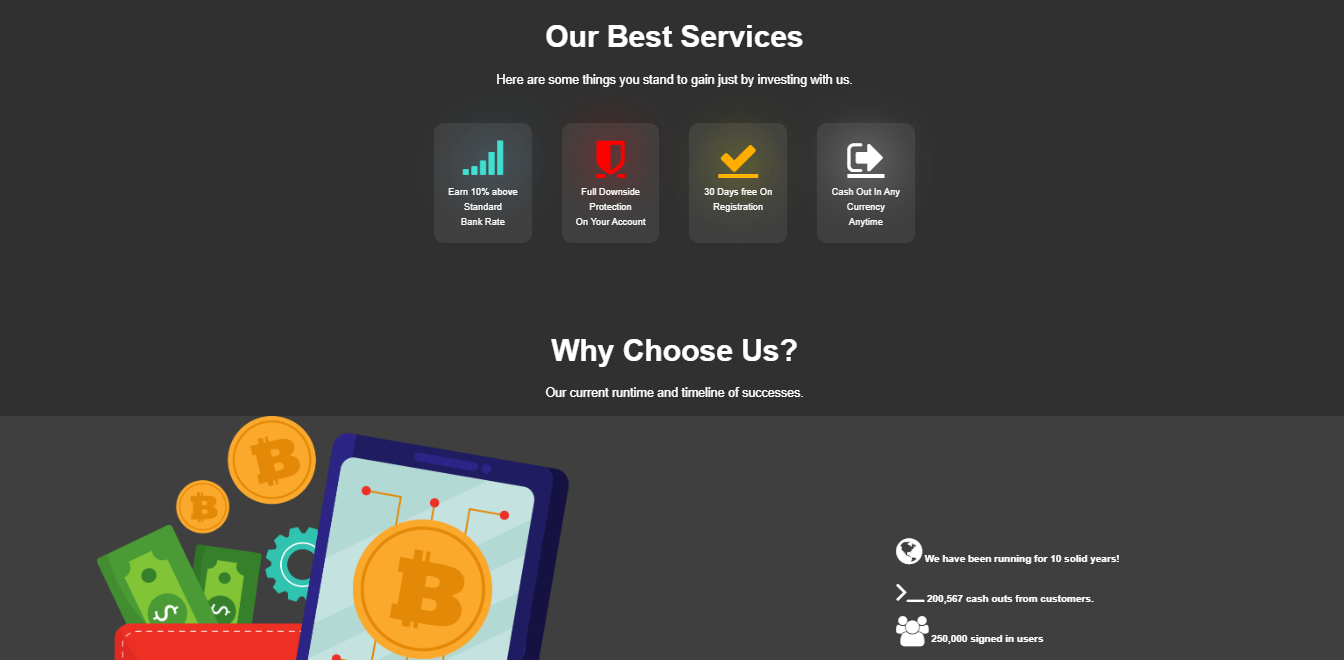 Our Best Services
Here are some things you stand to gain just by investing with us.
Earn 10% above
Standard
Bank Rate
Full Downside
Protection
On Your Account
30 Days free On
Registration
Cash Out In Any
Currency
Anytime
Why Choose Us?
Our current runtime and timeline of successes.
We have been running for 10 solid years!
200,567 cash outs from customers.
250,000 signed in users